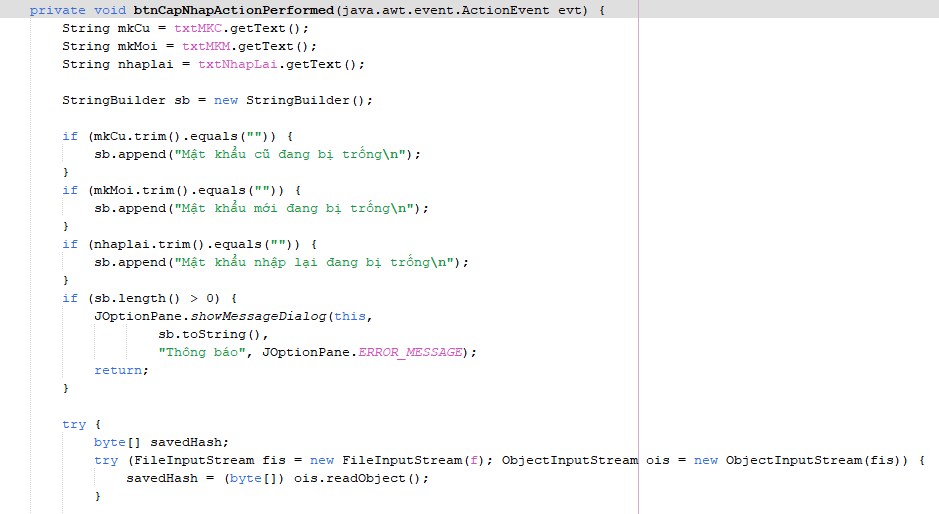 private void btnCapNhapActionPerformed(java.awt.event.ActionEvent evt) {
    String mkCu = txtMKC.getText();
    String mkMoi = txtMKM.getText();
    String nhaplai = txtNhapLai.getText();

    StringBuilder sb = new StringBuilder();

    if (mkCu.trim().equals("")) {
        sb.append("Mật khẩu cũ đang bị trống\n");
    }
    if (mkMoi.trim().equals("")) {
        sb.append("Mật khẩu mới đang bị trống\n");
    }
    if (nhaplai.trim().equals("")) {
        sb.append("Mật khẩu nhập lại đang bị trống\n");
    }
    if (sb.length() > 0) {
        JOptionPane.showMessageDialog(this,
                sb.toString(),
                "Thông báo", JOptionPane.ERROR_MESSAGE);
        return;
    }

    try {
        byte[] savedHash;
        try (FileInputStream fis = new FileInputStream(f); ObjectInputStream ois = new ObjectInputStream(fis)) {
            savedHash = (byte[]) ois.readObject();
        }